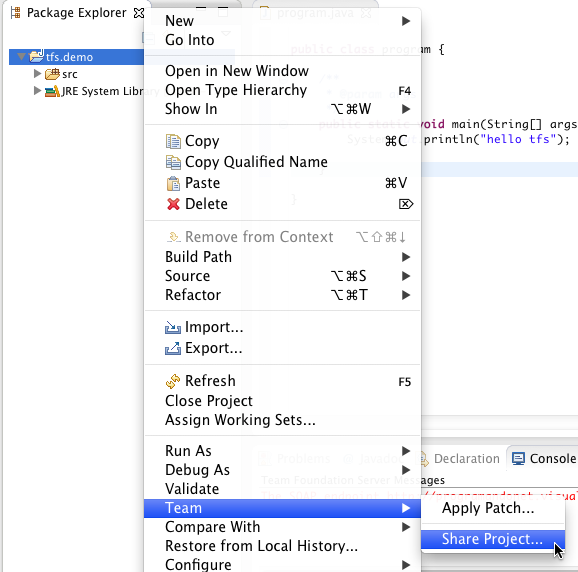 Package Explorer
program.java
tfs.demo
src
JRE System Lib
public class program {
/**
public static void main(String[] args
println("hello tfs");
}
New
Go Into
Open in New Window
Open Type Hierarchy F4
Show In ⌥⌘W
Copy ⌘C
Copy Qualified Name
Paste ⌘V
Delete ⌦
Remove from Context ⌥⇧⌘↓
Build Path
Source ⌥⌘S
Refactor ⌥⌘T
Import...
Export...
Refresh F5
Close Project
Assign Working Sets...
Run As
Debug As
Validate
Team
Compare With
Restore from Local History...
Configure
Problems Declaration Console
Team Foundation Server Messages
Apply Patch...
Share Project...